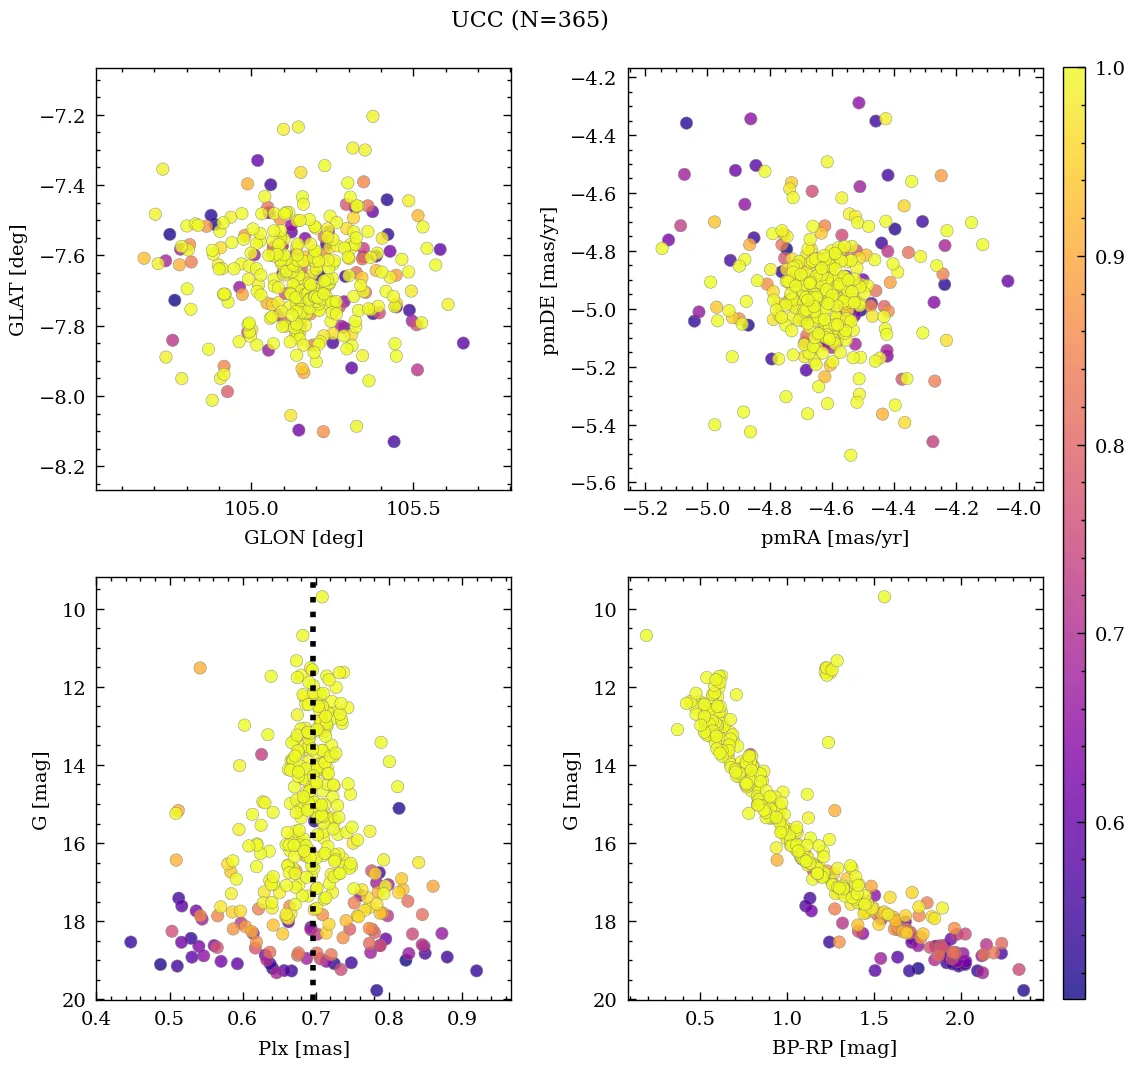 UCC (N=365)
−7.2
−7.4
−7.6
−7.8
−8.0
−8.2
GLAT [deg]
105.0 105.5
GLON [deg]
−4.2
−4.4
−4.6
−4.8
−5.0
−5.2
−5.4
−5.6
pmDE [mas/yr]
−5.2 −5.0 −4.8 −4.6 −4.4 −4.2 −4.0
pmRA [mas/yr]
1.0
0.9
0.8
0.7
0.6
10
12
14
16
18
20
G [mag]
0.4 0.5 0.6 0.7 0.8 0.9
Plx [mas]
10
12
14
16
18
20
G [mag]
0.5 1.0 1.5 2.0
BP-RP [mag]